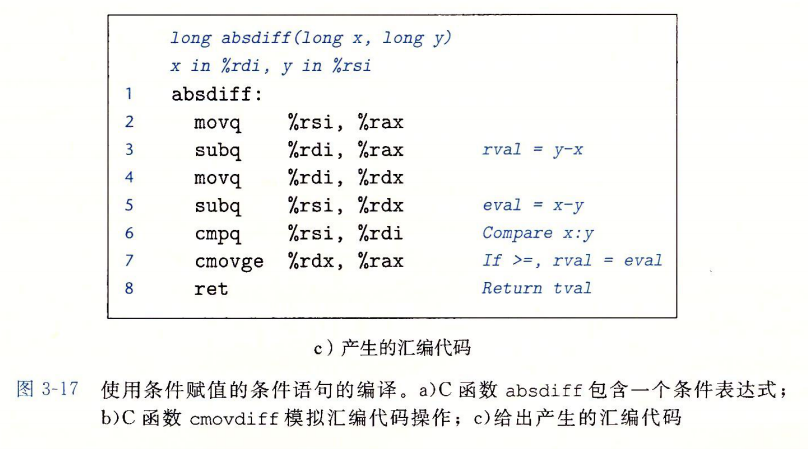 long absdiff(long x, long y)
x in %rdi, y in %rsi
1 absdiff:
2 movq %rsi, %rax
3 subq %rdi, %rax rval = y-x
4 movq %rdi, %rdx
5 subq %rsi, %rdx eval = x-y
6 cmpq %rsi, %rdi Compare x:y
7 cmovge %rdx, %rax If >=, rval = eval
8 ret Return tval
c）产生的汇编代码
图 3-17 使用条件赋值的条件语句的编译。a)C 函数 absdiff 包含一个条件表达式；
b)C 函数 cmovdiff 模拟汇编代码操作；c)给出产生的汇编代码